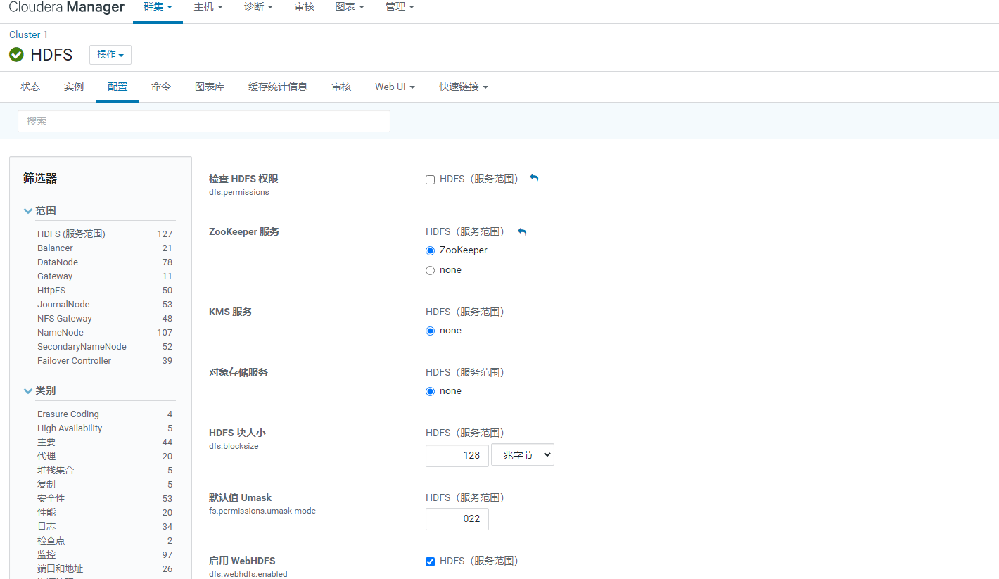 Cloudera Manager 群集 主机 诊断 审核 图表 管理
Cluster 1
HDFS 操作
状态 实例 配置 命令 图表库 缓存统计信息 审核 Web UI 快速链接
搜索
筛选器
范围
HDFS (服务范围) 127
Balancer 21
DataNode 78
Gateway 11
HttpFS 50
JournalNode 53
NFS Gateway 48
NameNode 107
SecondaryNameNode 52
Failover Controller 39
类别
Erasure Coding 4
High Availability 5
主要 44
代理 20
堆栈集合 5
复制 5
安全性 53
性能 20
日志 34
检查点 2
监控 97
端口和地址 26
检查 HDFS 权限 HDFS（服务范围）
dfs.permissions
ZooKeeper 服务 HDFS（服务范围）
ZooKeeper
none
KMS 服务 HDFS（服务范围）
none
对象存储服务 HDFS（服务范围）
none
HDFS 块大小 HDFS（服务范围）
dfs.blocksize
128 兆字节
默认值 Umask HDFS（服务范围）
fs.permissions.umask-mode
022
启用 WebHDFS HDFS（服务范围）
dfs.webhdfs.enabled